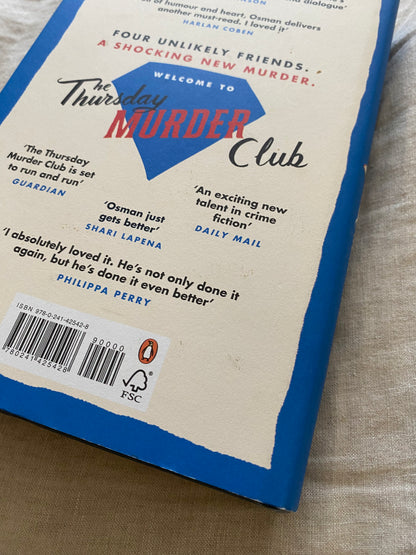 and dialogue'
of humour and heart, Osman delivers
another must-read. I loved it'
HARLAN COBEN
FOUR UNLIKELY FRIENDS.
A SHOCKING NEW MURDER.
WELCOME TO
The
Thursday
MURDER
Club
'The Thursday
Murder Club is set
to run and run'
GUARDIAN
'Osman just
gets better'
SHARI LAPENA
'An exciting new
talent in crime
fiction'
DAILY MAIL
'I absolutely loved it. He's not only done it
again, but he's done it even better'
PHILIPPA PERRY
ISBN 978-0-241-42542-8
90000
9780241425428
FSC